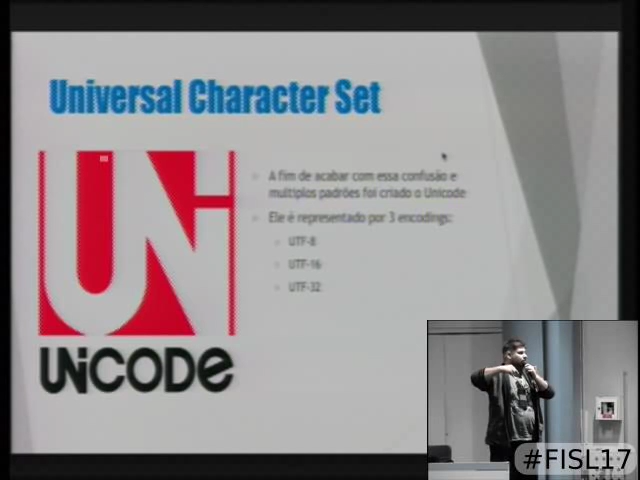 Universal Character Set
A fim de acabar com essa confusão e
multiplos padrões foi criado o Unicode
Ele é representado por 3 encodings:
UTF-8
UTF-16
UTF-32
UNiCODe
#FISL17